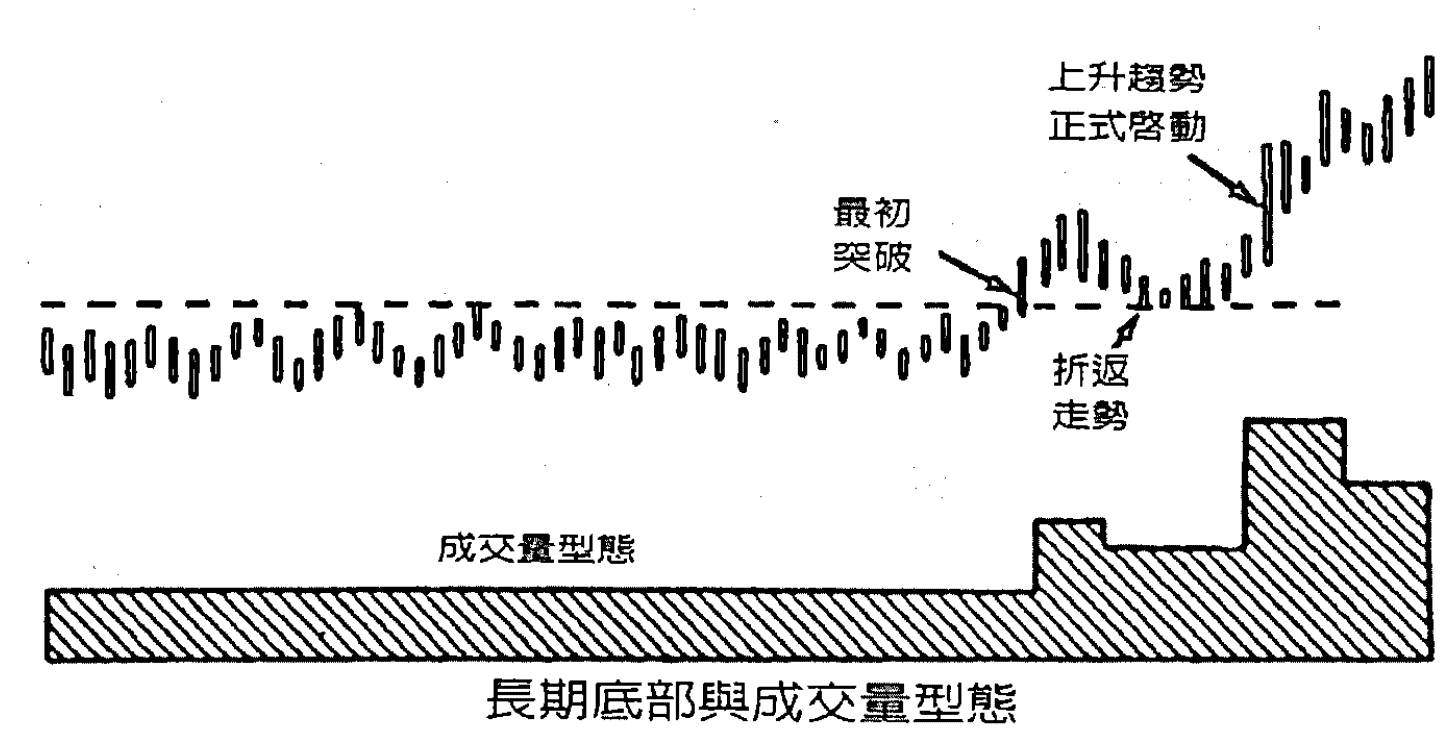 上升趨勢
正式啓動
最初
突破
折返
走勢
成交量型態
長期底部與成交量型態